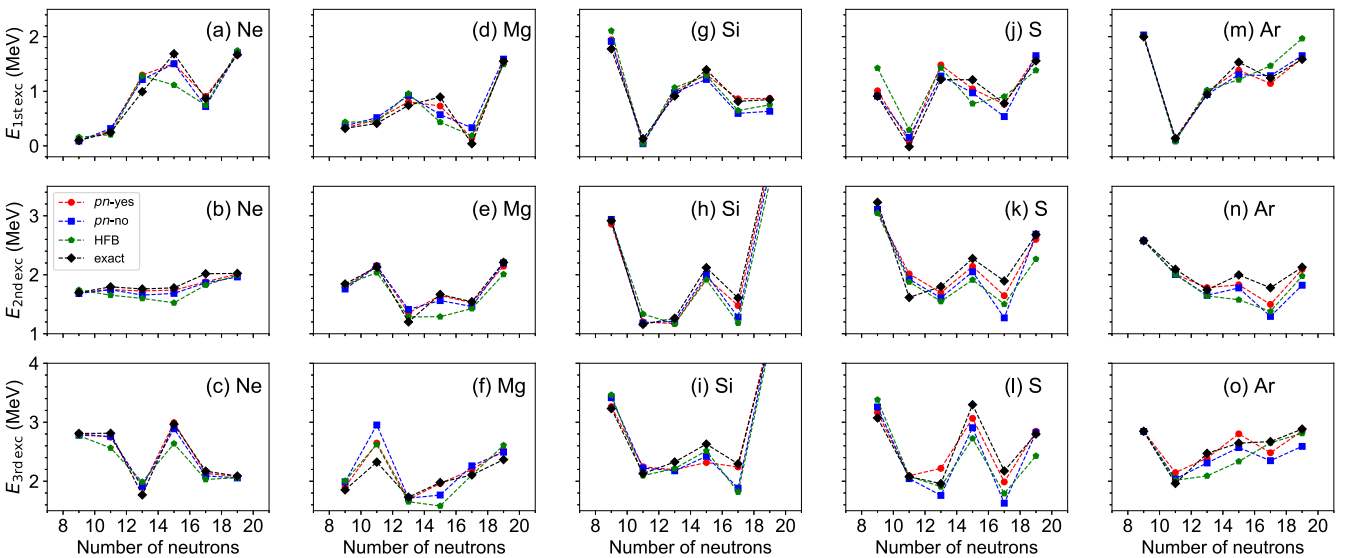 (a) Ne
(d) Mg
(g) Si
(j) S
(m) Ar
E1st exc (MeV)
2
1
0
(b) Ne
(e) Mg
(h) Si
(k) S
(n) Ar
E2nd exc (MeV)
3
2
1
pn-yes
pn-no
HFB
exact
(c) Ne
(f) Mg
(i) Si
(l) S
(o) Ar
E3rd exc (MeV)
4
3
2
8 10 12 14 16 18 20
8 10 12 14 16 18 20
8 10 12 14 16 18 20
8 10 12 14 16 18 20
8 10 12 14 16 18 20
Number of neutrons
Number of neutrons
Number of neutrons
Number of neutrons
Number of neutrons